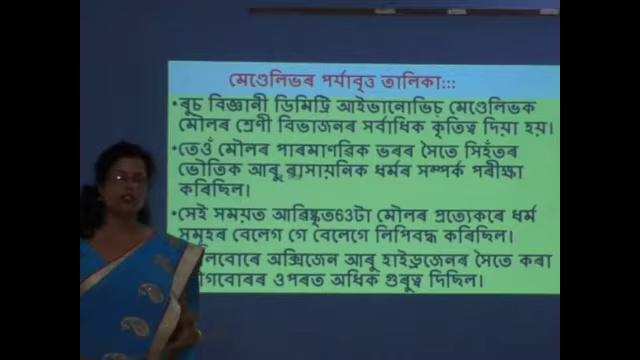 মেণ্ডেলিভৰ পৰ্যাবৃত্ত তালিকা:::
•ৰুচ বিজ্ঞানী ডিমিট্ৰি আইভানোভিচ মেণ্ডেলিভক
মৌলৰ শ্ৰেণী বিভাজনৰ সৰ্বাধিক কৃতিত্ব দিয়া হয়।
•তেওঁ মৌলৰ পাৰমাণৱিক ভৰৰ সৈতে সিহঁতৰ
ভৌতিক আৰু ৰাসায়নিক ধৰ্মৰ সম্পৰ্ক পৰীক্ষা
কৰিছিল।
•সেই সময়ত আৱিষ্কৃত63টা মৌলৰ প্ৰত্যেকৰে ধৰ্ম
সমূহৰ বেলেগ গে বেলেগে লিপিবদ্ধ কৰিছিল।
অক্সিজেন আৰু হাইড্ৰজেনৰ সৈতে কৰা
ওপৰত অধিক গুৰুত্ব দিছিল।